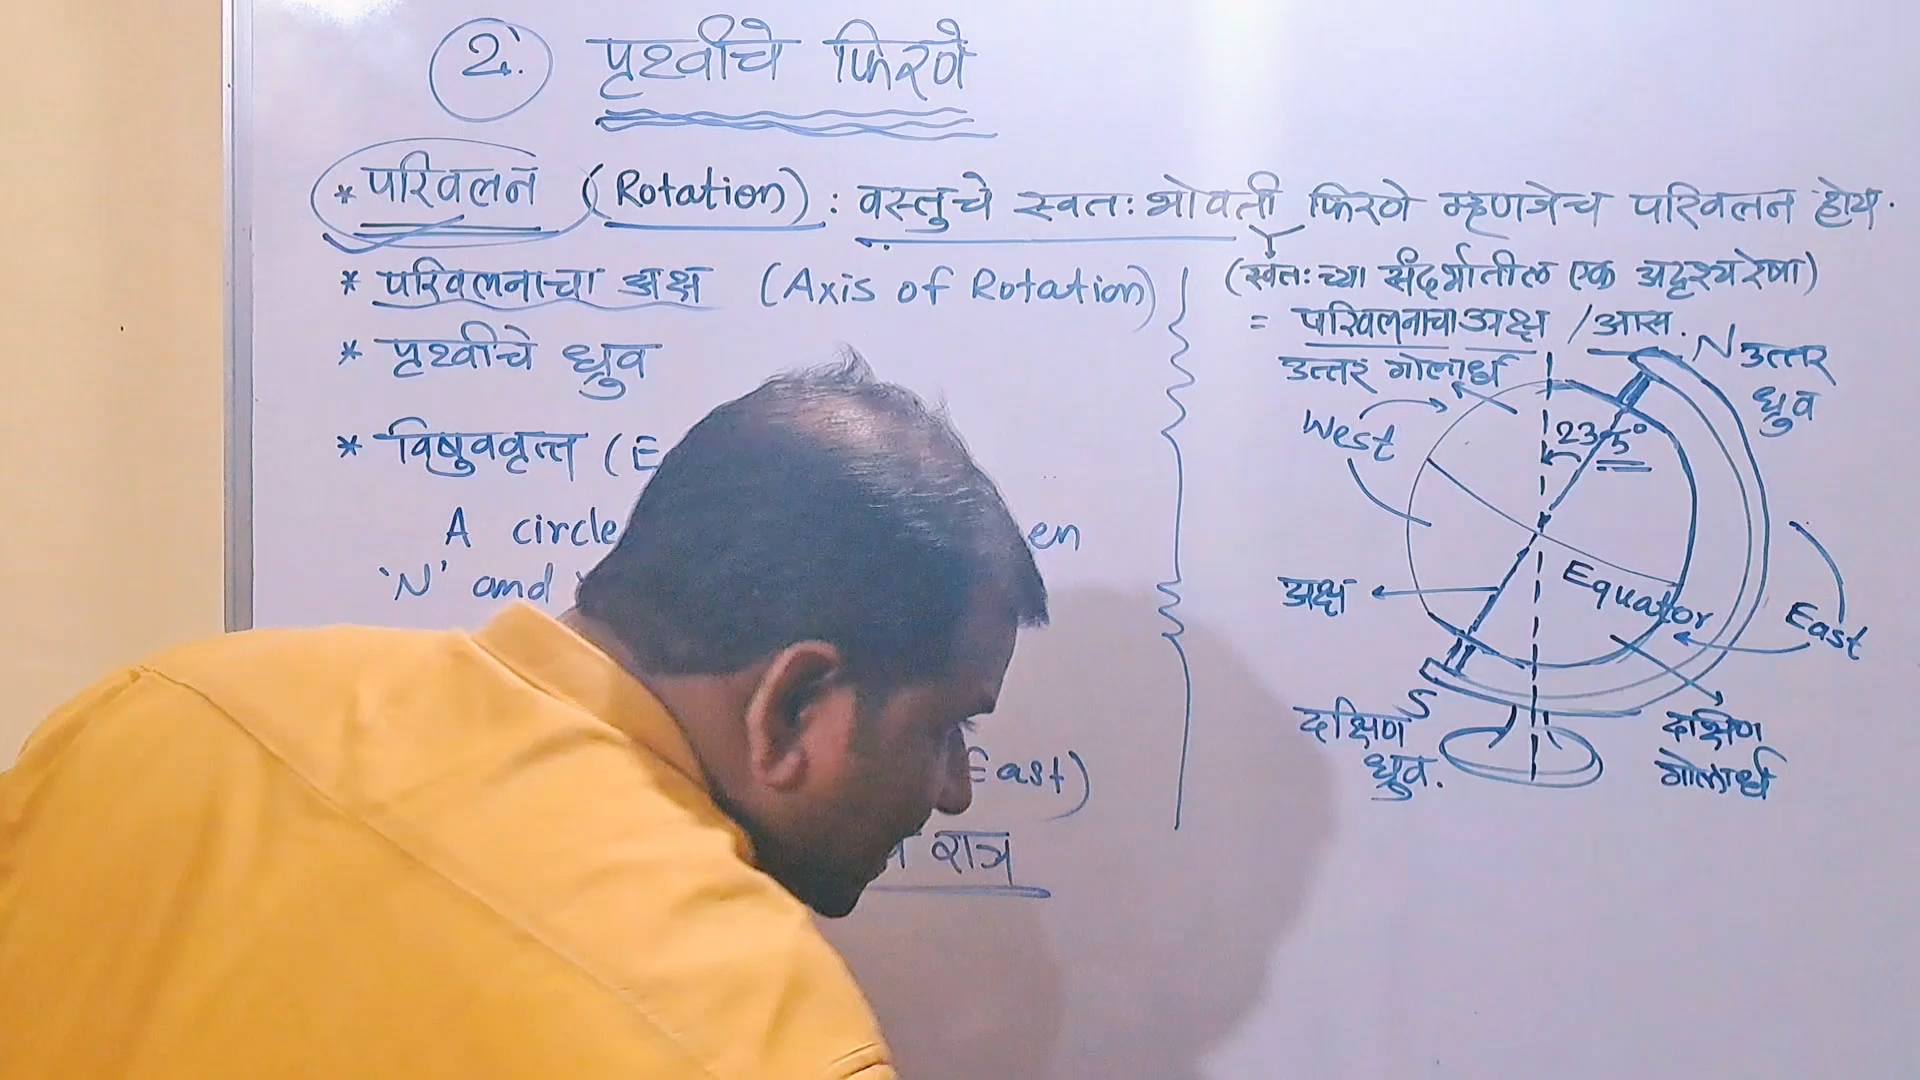 2. पृथ्वीचे फिरणे
* परिवलन (Rotation) : वस्तुचे स्वतःभोवती फिरणे म्हणजेच परिवलन होय.
(स्वतःच्या संदर्भातील एक अदृश्य रेषा)
= परिवलनाचा अक्ष / आस.
* परिवलनाचा अक्ष (Axis of Rotation)
* पृथ्वीचे ध्रुव
* विषुववृत्त (E
A circle en
'N' and
East)
रात्र
उत्तर गोलार्ध
N उत्तर
ध्रुव
West
23.5°
अक्ष
Equator
East
S
दक्षिण
ध्रुव.
दक्षिण
गोलार्ध